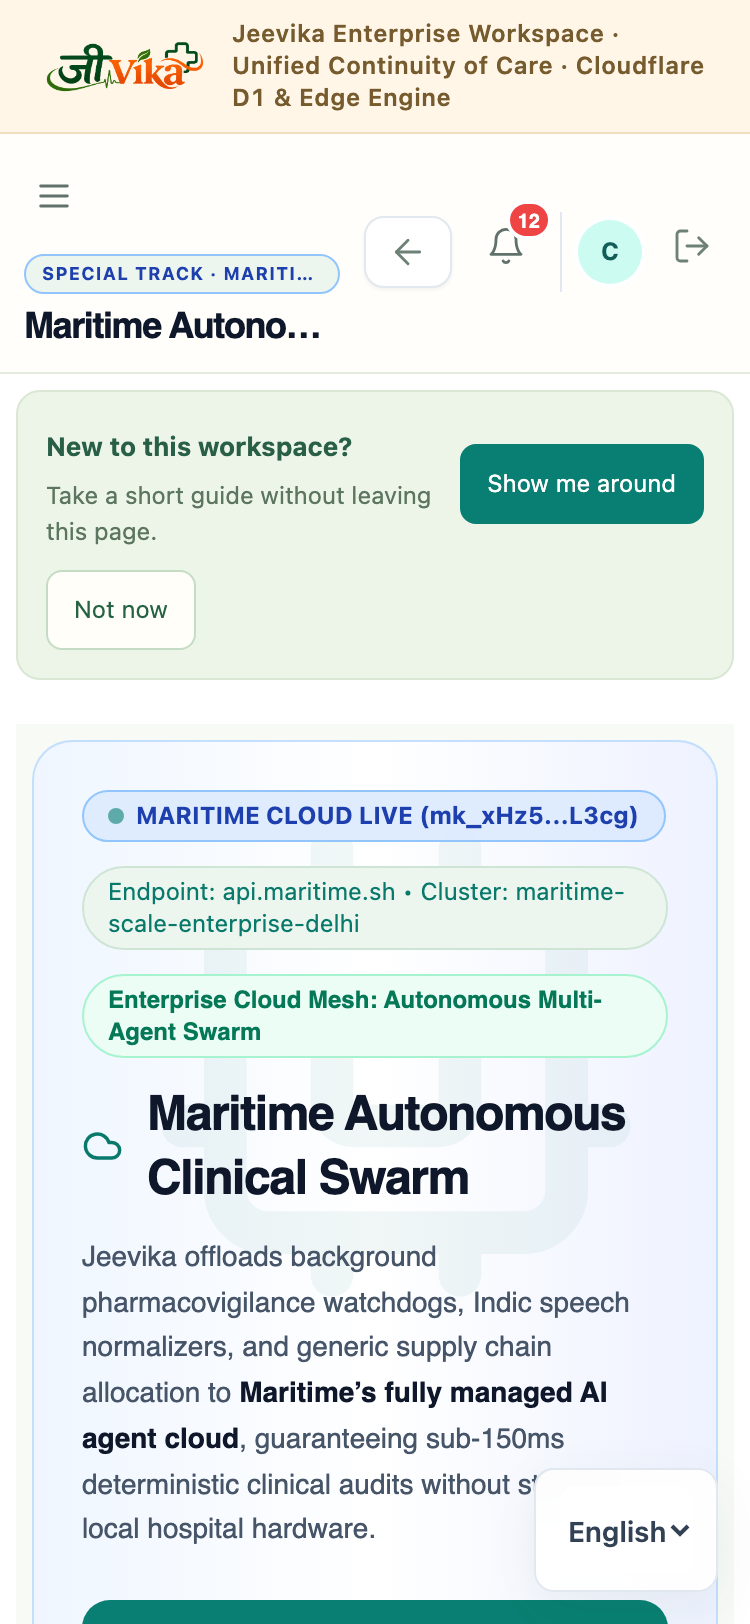 जीvika
Jeevika Enterprise Workspace ·
Unified Continuity of Care · Cloudflare
D1 & Edge Engine
12
C
SPECIAL TRACK · MARITI...
Maritime Autono...
New to this workspace?
Take a short guide without leaving
this page.
Show me around
Not now
MARITIME CLOUD LIVE (mk_xHz5...L3cg)
Endpoint: api.maritime.sh • Cluster: maritime-
scale-enterprise-delhi
Enterprise Cloud Mesh: Autonomous Multi-
Agent Swarm
Maritime Autonomous
Clinical Swarm
Jeevika offloads background
pharmacovigilance watchdogs, Indic speech
normalizers, and generic supply chain
allocation to Maritime’s fully managed AI
agent cloud, guaranteeing sub-150ms
deterministic clinical audits without
local hospital hardware.
English